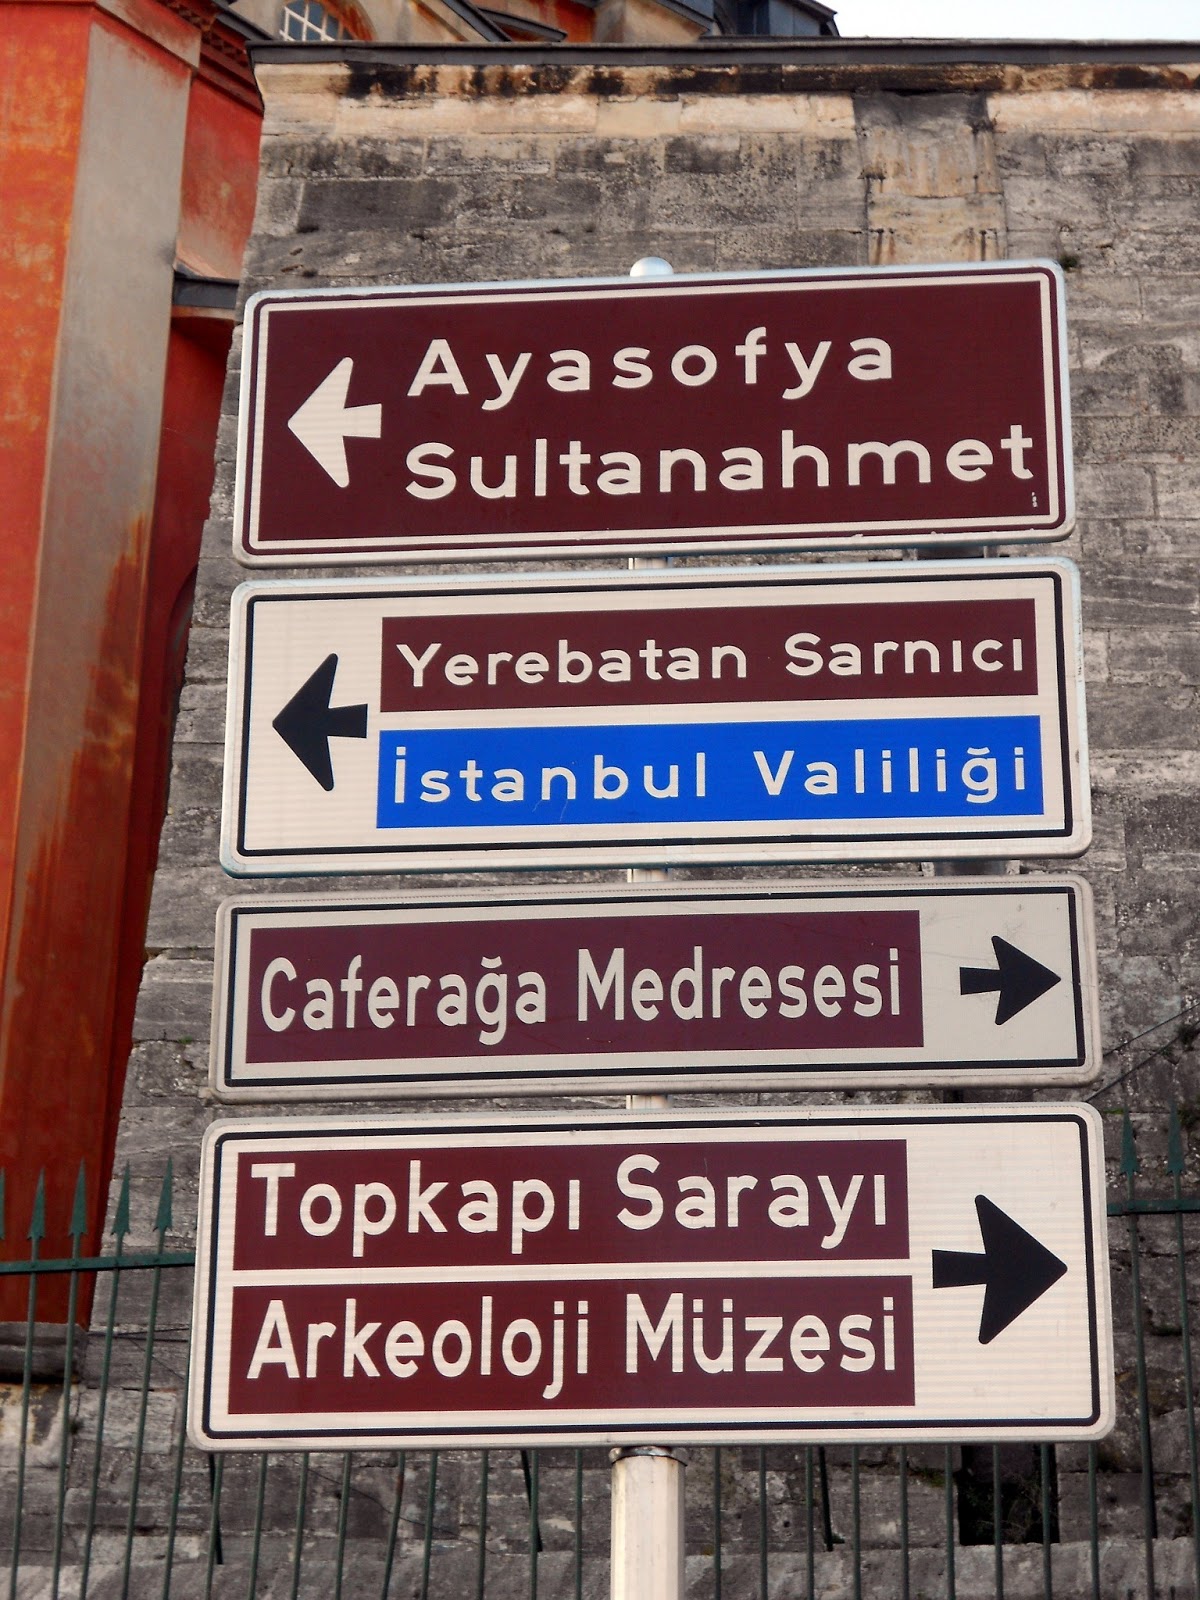 Ayasofya
Sultanahmet
Yerebatan Sarnıcı
İstanbul Valiliği
Caferağa Medresesi
Topkapı Sarayı
Arkeoloji Müzesi